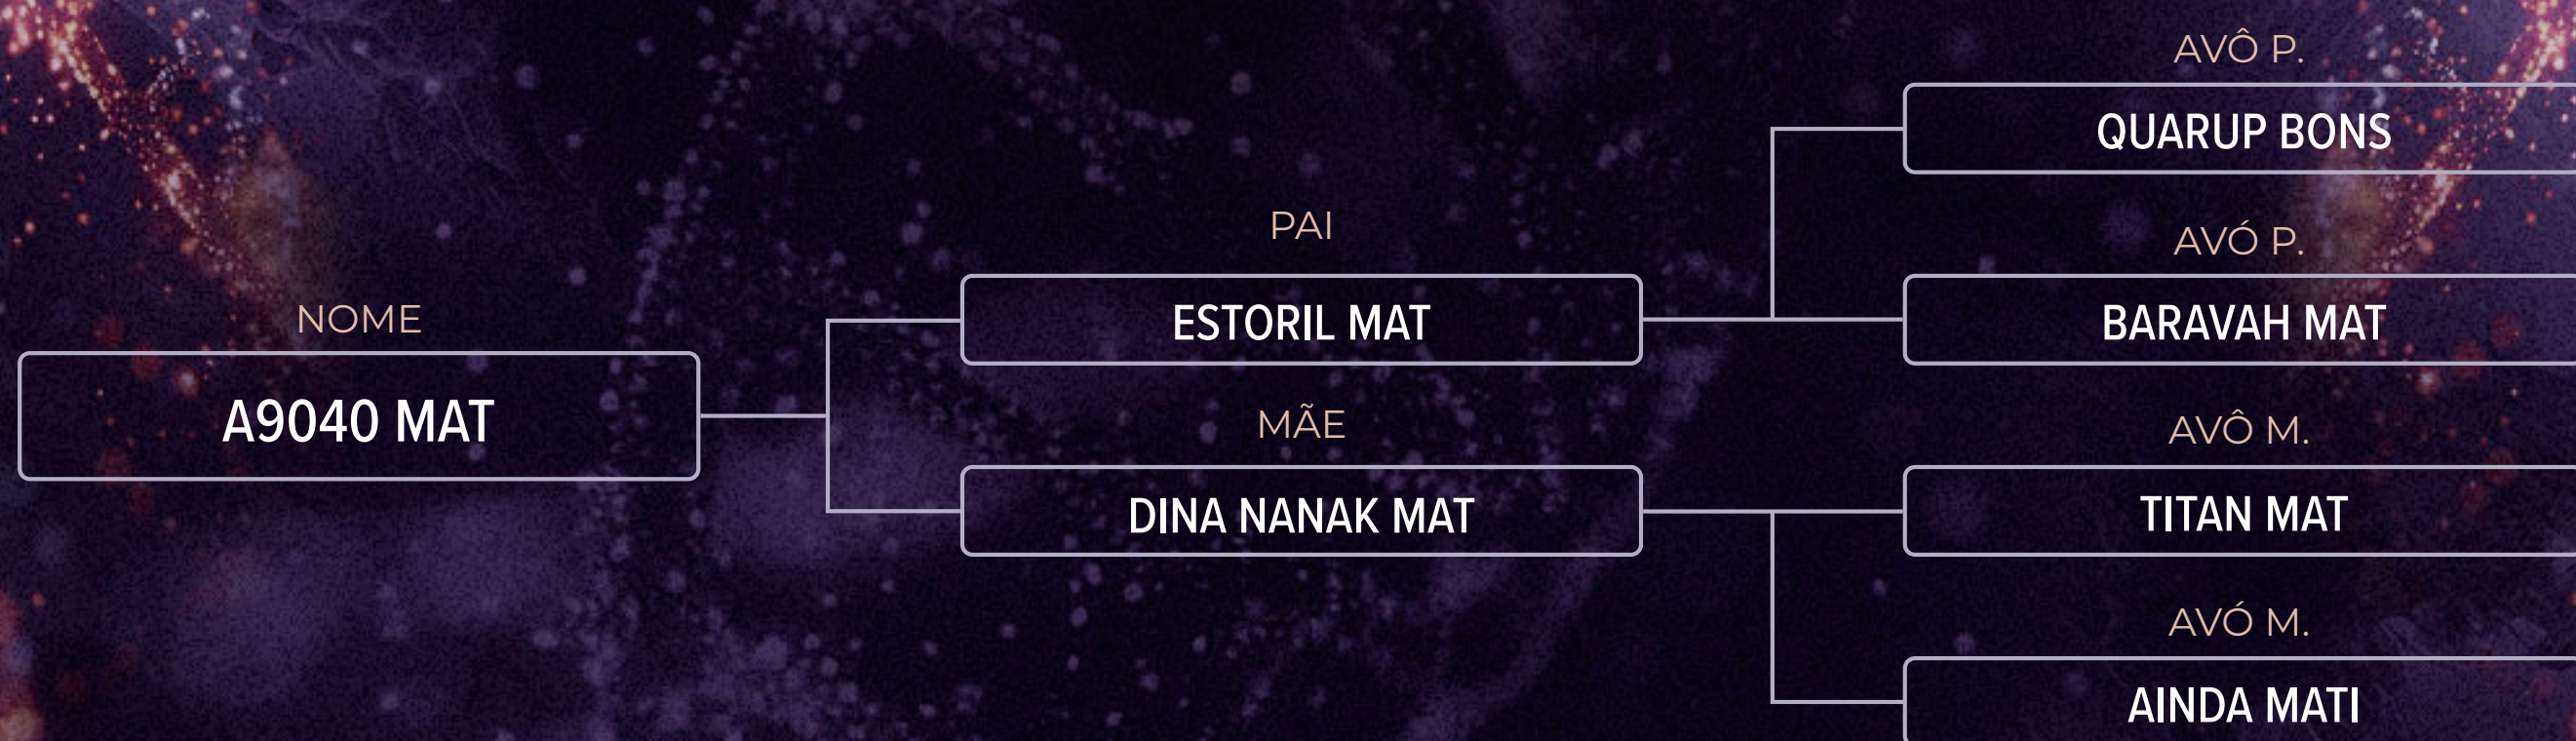 NOME
A9040 MAT
PAI
ESTORIL MAT
MÃE
DINA NANAK MAT
AVÔ P.
QUARUP BONS
AVÓ P.
BARAVAH MAT
AVÔ M.
TITAN MAT
AVÓ M.
AINDA MATI